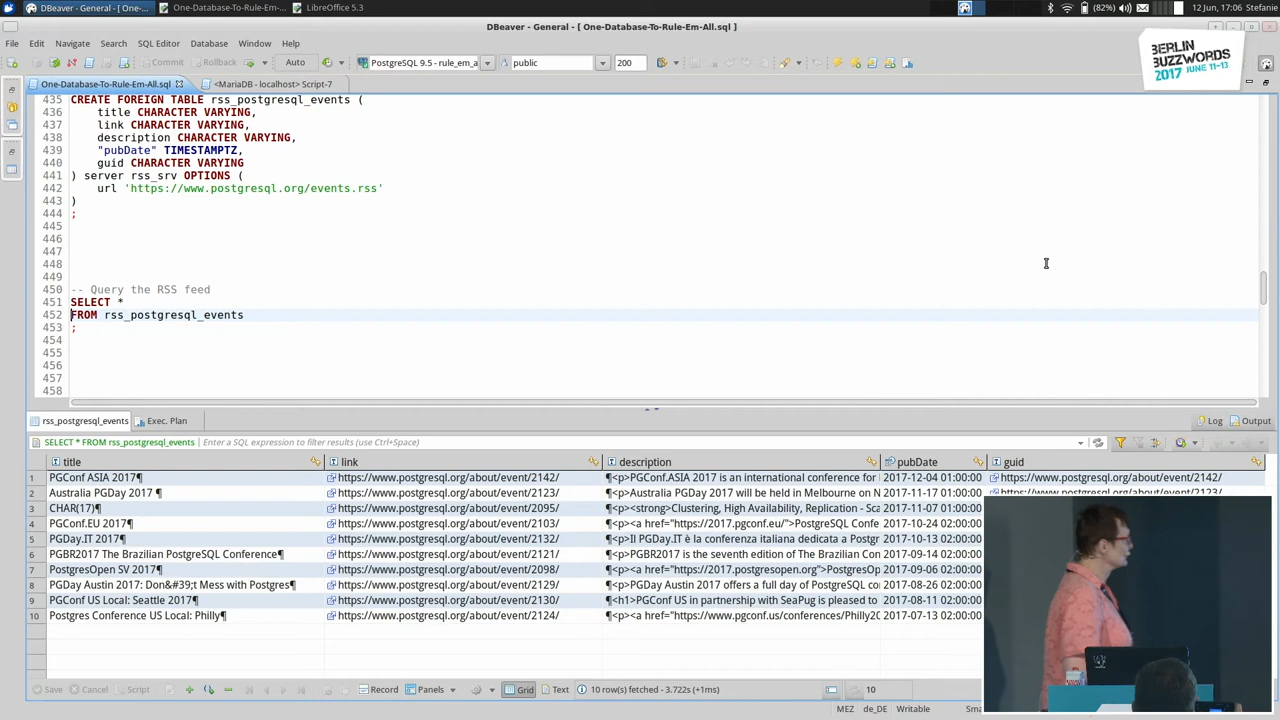 DBeaver - General - [ One-...
One-Database-To-Rule-Em-...
LibreOffice 5.3
(82%)
12 Jun, 17:06 Stefanie
DBeaver - General - [ One-Database-To-Rule-Em-All.sql ]
File Edit Navigate Search SQL Editor Database Window Help
Commit Rollback Auto PostgreSQL 9.5 - rule_em_a public 200
BERLIN
BUZZWORDS
2017 JUNE 11-13
One-Database-To-Rule-Em-All.sql <MariaDB - localhost> Script-7
435 CREATE FOREIGN TABLE rss_postgresql_events (
436 title CHARACTER VARYING,
437 link CHARACTER VARYING,
438 description CHARACTER VARYING,
439 "pubDate" TIMESTAMPTZ,
440 guid CHARACTER VARYING
441 ) server rss_srv OPTIONS (
442 url 'https://www.postgresql.org/events.rss'
443 )
444 ;
445
446
447
448
449
450 -- Query the RSS feed
451 SELECT *
452 FROM rss_postgresql_events
453 ;
454
455
456
457
458
rss_postgresql_events Exec. Plan Log Output
SELECT * FROM rss_postgresql_events Enter a SQL expression to filter results (use Ctrl+Space)
title link description pubDate guid
1 PGConf ASIA 2017¶ https://www.postgresql.org/about/event/2142/ ¶<p>PGConf.ASIA 2017 is an international conference for 2017-12-04 01:00:00 https://www.postgresql.org/about/event/2142/
2 Australia PGDay 2017 ¶ https://www.postgresql.org/about/event/2123/ ¶<p>Australia PGDay 2017 will be held in Melbourne on N 2017-11-17 01:00:00 https://www.postgresql.org/about/event/2123/
3 CHAR(17)¶ https://www.postgresql.org/about/event/2095/ ¶<p><strong>Clustering, High Availability, Replication - Sca 2017-11-07 01:00:00
4 PGConf.EU 2017¶ https://www.postgresql.org/about/event/2103/ ¶<p><a href="https://2017.pgconf.eu/">PostgreSQL Confe 2017-10-24 02:00:00
5 PGDay.IT 2017¶ https://www.postgresql.org/about/event/2132/ ¶<p>Il PGDay.IT è la conferenza italiana dedicata a Postgr 2017-10-13 02:00:00
6 PGBR2017 The Brazilian PostgreSQL Conference¶ https://www.postgresql.org/about/event/2121/ ¶<p>PGBR2017 is the seventh edition of The Brazilian Con 2017-09-14 02:00:00
7 PostgresOpen SV 2017¶ https://www.postgresql.org/about/event/2098/ ¶<p><a href="https://2017.postgresopen.org">PostgresOp 2017-09-06 02:00:00
8 PGDay Austin 2017: Don&#39;t Mess with Postgres¶ https://www.postgresql.org/about/event/2129/ ¶<p>PGDay Austin 2017 offers a full day of PostgreSQL co 2017-08-26 02:00:00
9 PGConf US Local: Seattle 2017¶ https://www.postgresql.org/about/event/2130/ ¶<h1>PGConf US in partnership with SeaPug is pleased to 2017-08-11 02:00:00
10 Postgres Conference US Local: Philly¶ https://www.postgresql.org/about/event/2124/ ¶<p><a href="https://www.pgconf.us/conferences/Philly20 2017-07-13 02:00:00
Save Cancel Script Record Panels Grid Text 10 row(s) fetched - 3.722s (+1ms) 10
MEZ de_DE Writable